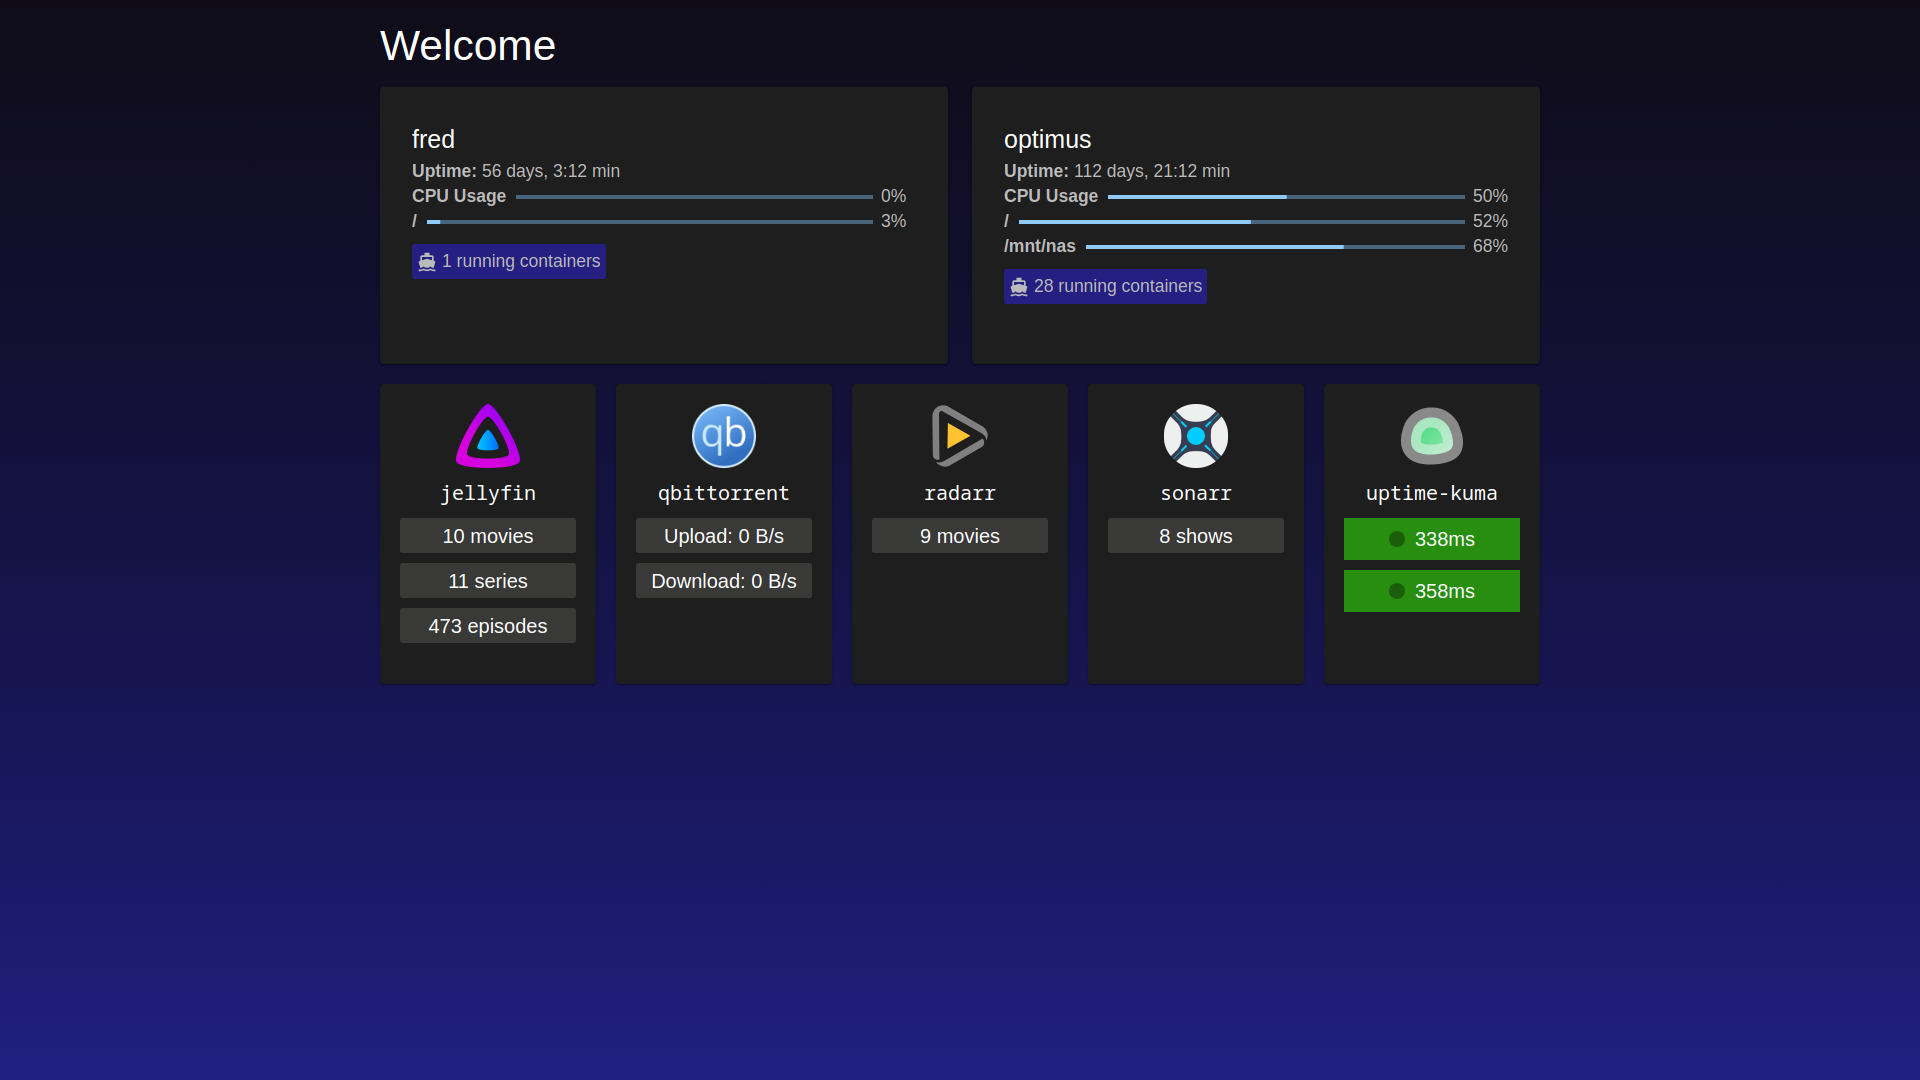 Welcome
fred
Uptime: 56 days, 3:12 min
CPU Usage 0%
/ 3%
1 running containers
optimus
Uptime: 112 days, 21:12 min
CPU Usage 50%
/ 52%
/mnt/nas 68%
28 running containers
jellyfin
10 movies
11 series
473 episodes
qb
qbittorrent
Upload: 0 B/s
Download: 0 B/s
radarr
9 movies
sonarr
8 shows
uptime-kuma
338ms
358ms